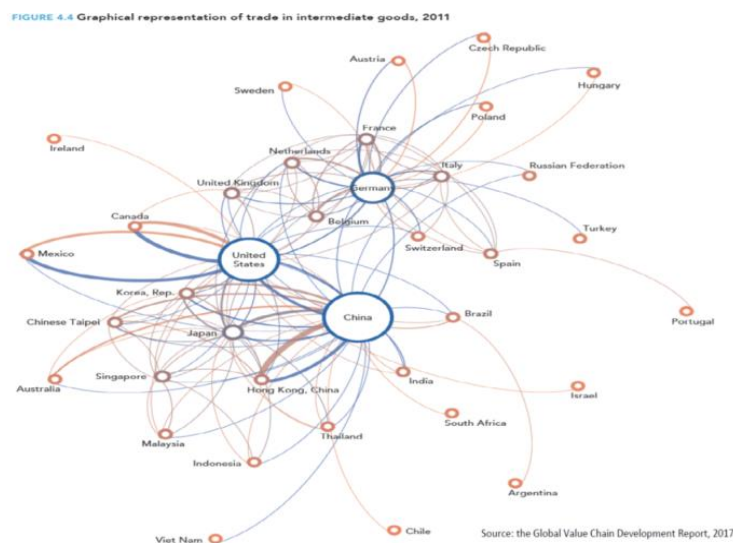 FIGURE 4.4 Graphical representation of trade in intermediate goods, 2011
Czech Republic
Austria
Hungary
Sweden
Poland
France
Ireland
Netherlands
Italy
Russian Federation
United Kingdom
Germany
Canada
Belgium
Turkey
Switzerland
Mexico
United
States
Spain
Korea, Rep.
China
Brazil
Portugal
Chinese Taipei
Japan
Singapore
India
Australia
Hong Kong, China
Israel
South Africa
Malaysia
Thailand
Indonesia
Argentina
Chile
Viet Nam
Source: the Global Value Chain Development Report, 2017